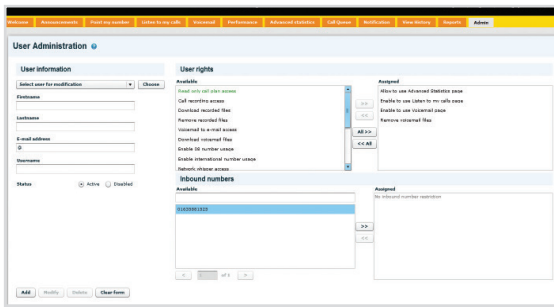 Welcome Announcements Point my number Listen to my calls Voicemail Performance Advanced statistics Call Queue Notification View History Reports Admin
User Administration
User information
Select user for modification
Choose
Firstname
Lastname
E-mail address
@
Username
Status Active Disabled
Add Modify Delete Clear form
User rights
Available
Read only call plan access
Call recording access
Download recorded files
Remove recorded files
Voicemail to e-mail access
Download voicemail files
Enable 08 number usage
Enable international number usage
Network whisper access
>>
<<
All >>
<< All
Assigned
Allow to use Advanced Statistics page
Enable to use Listen to my calls page
Enable to use Voicemail page
Remove voicemail files
Inbound numbers
Available
< 1 of 1 >
>>
<<
Assigned
No inbound number restriction